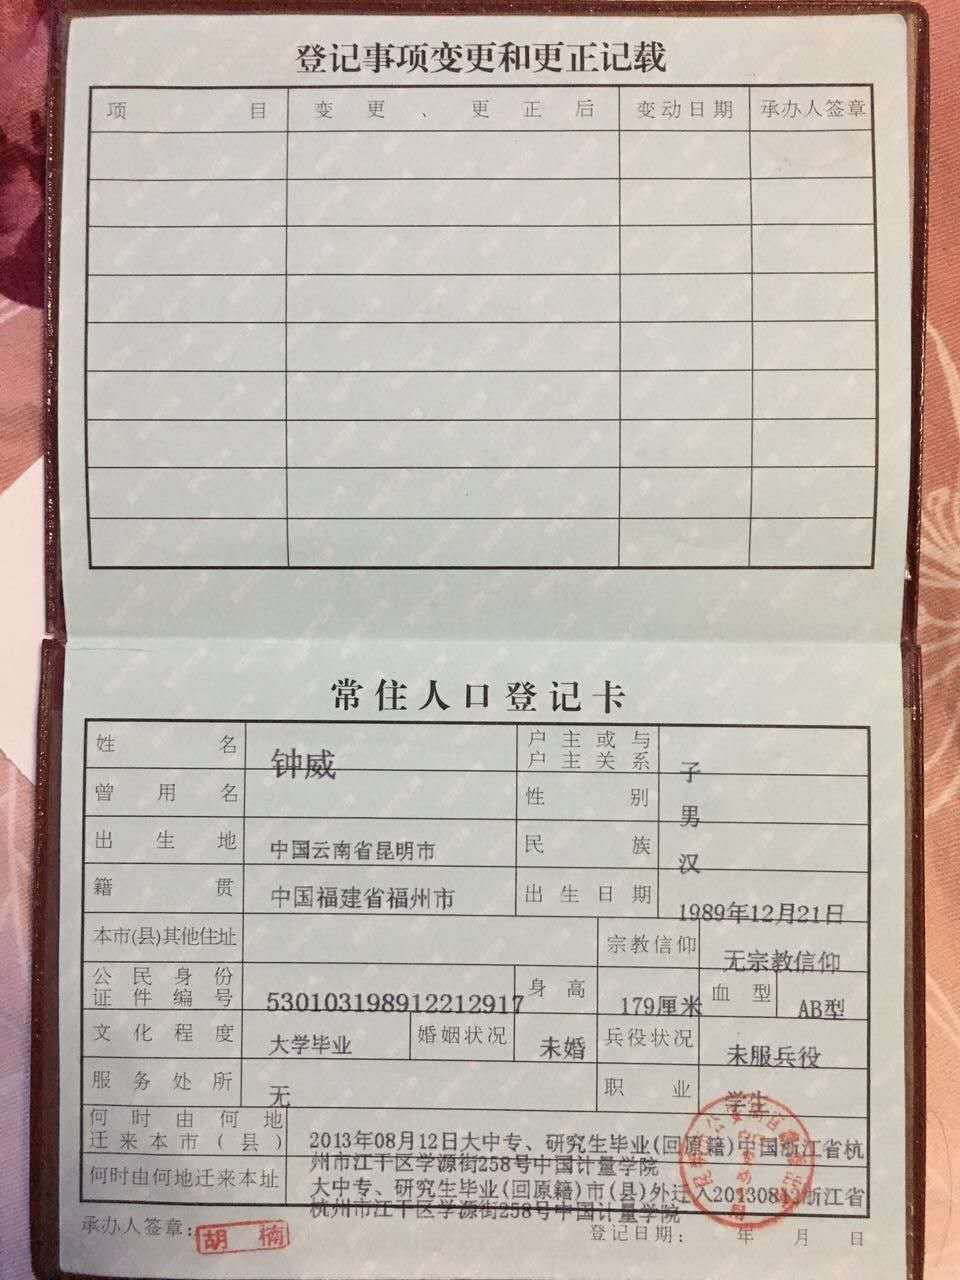 登记事项变更和更正记载
项目 变更、更正后 变动日期 承办人签章
常住人口登记卡
姓名 钟威 户主或与户主关系 子
曾用名 性别 男
出生地 中国云南省昆明市 民族 汉
籍贯 中国福建省福州市 出生日期 1989年12月21日
本市(县)其他住址 宗教信仰 无宗教信仰
公民身份证件编号 530103198912212917 身高 179厘米 血型 AB型
文化程度 大学毕业 婚姻状况 未婚 兵役状况 未服兵役
服务处所 无 职业 学生
何时由何地迁来本市(县) 2013年08月12日大中专、研究生毕业(回原籍)中国浙江省杭
州市江干区学源街258号中国计量学院
何时由何地迁来本址 大中专、研究生毕业(回原籍)市(县)外迁入20130812浙江省
杭州市江干区学源街258号中国计量学院
承办人签章: 胡楠 登记日期: 年 月 日